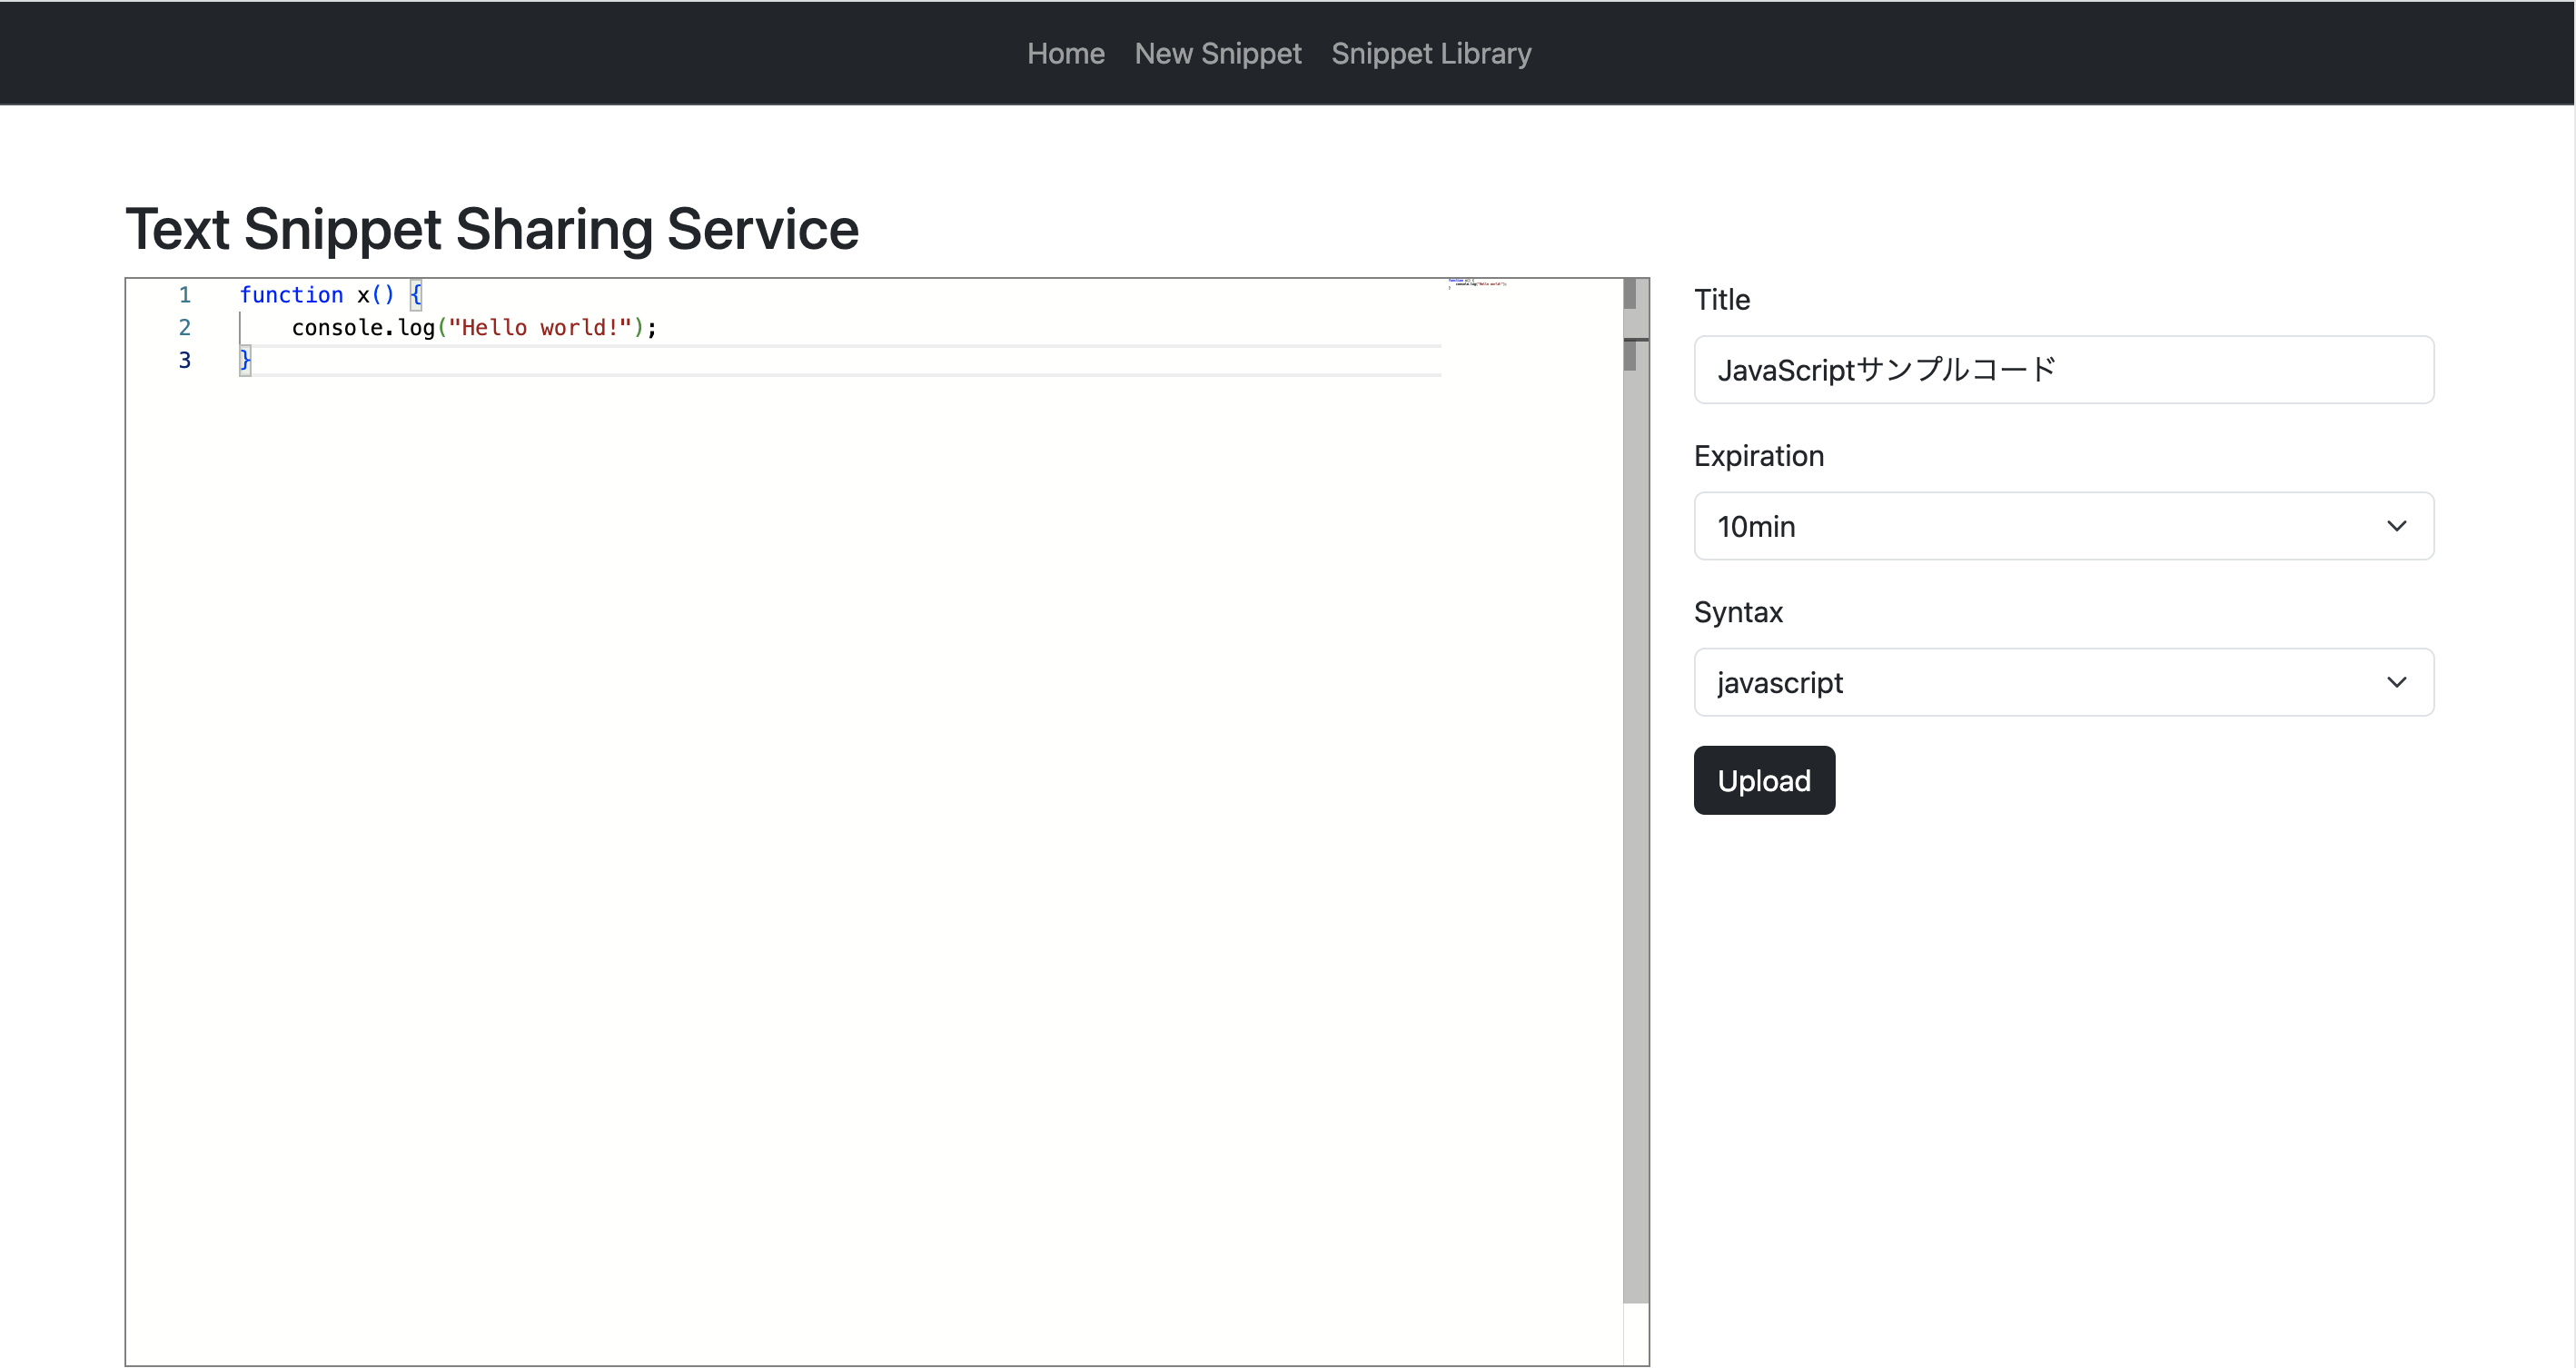 Home New Snippet Snippet Library
Text Snippet Sharing Service
1 function x() {
2     console.log("Hello world!");
3 }
Title
JavaScriptサンプルコード
Expiration
10min
Syntax
javascript
Upload